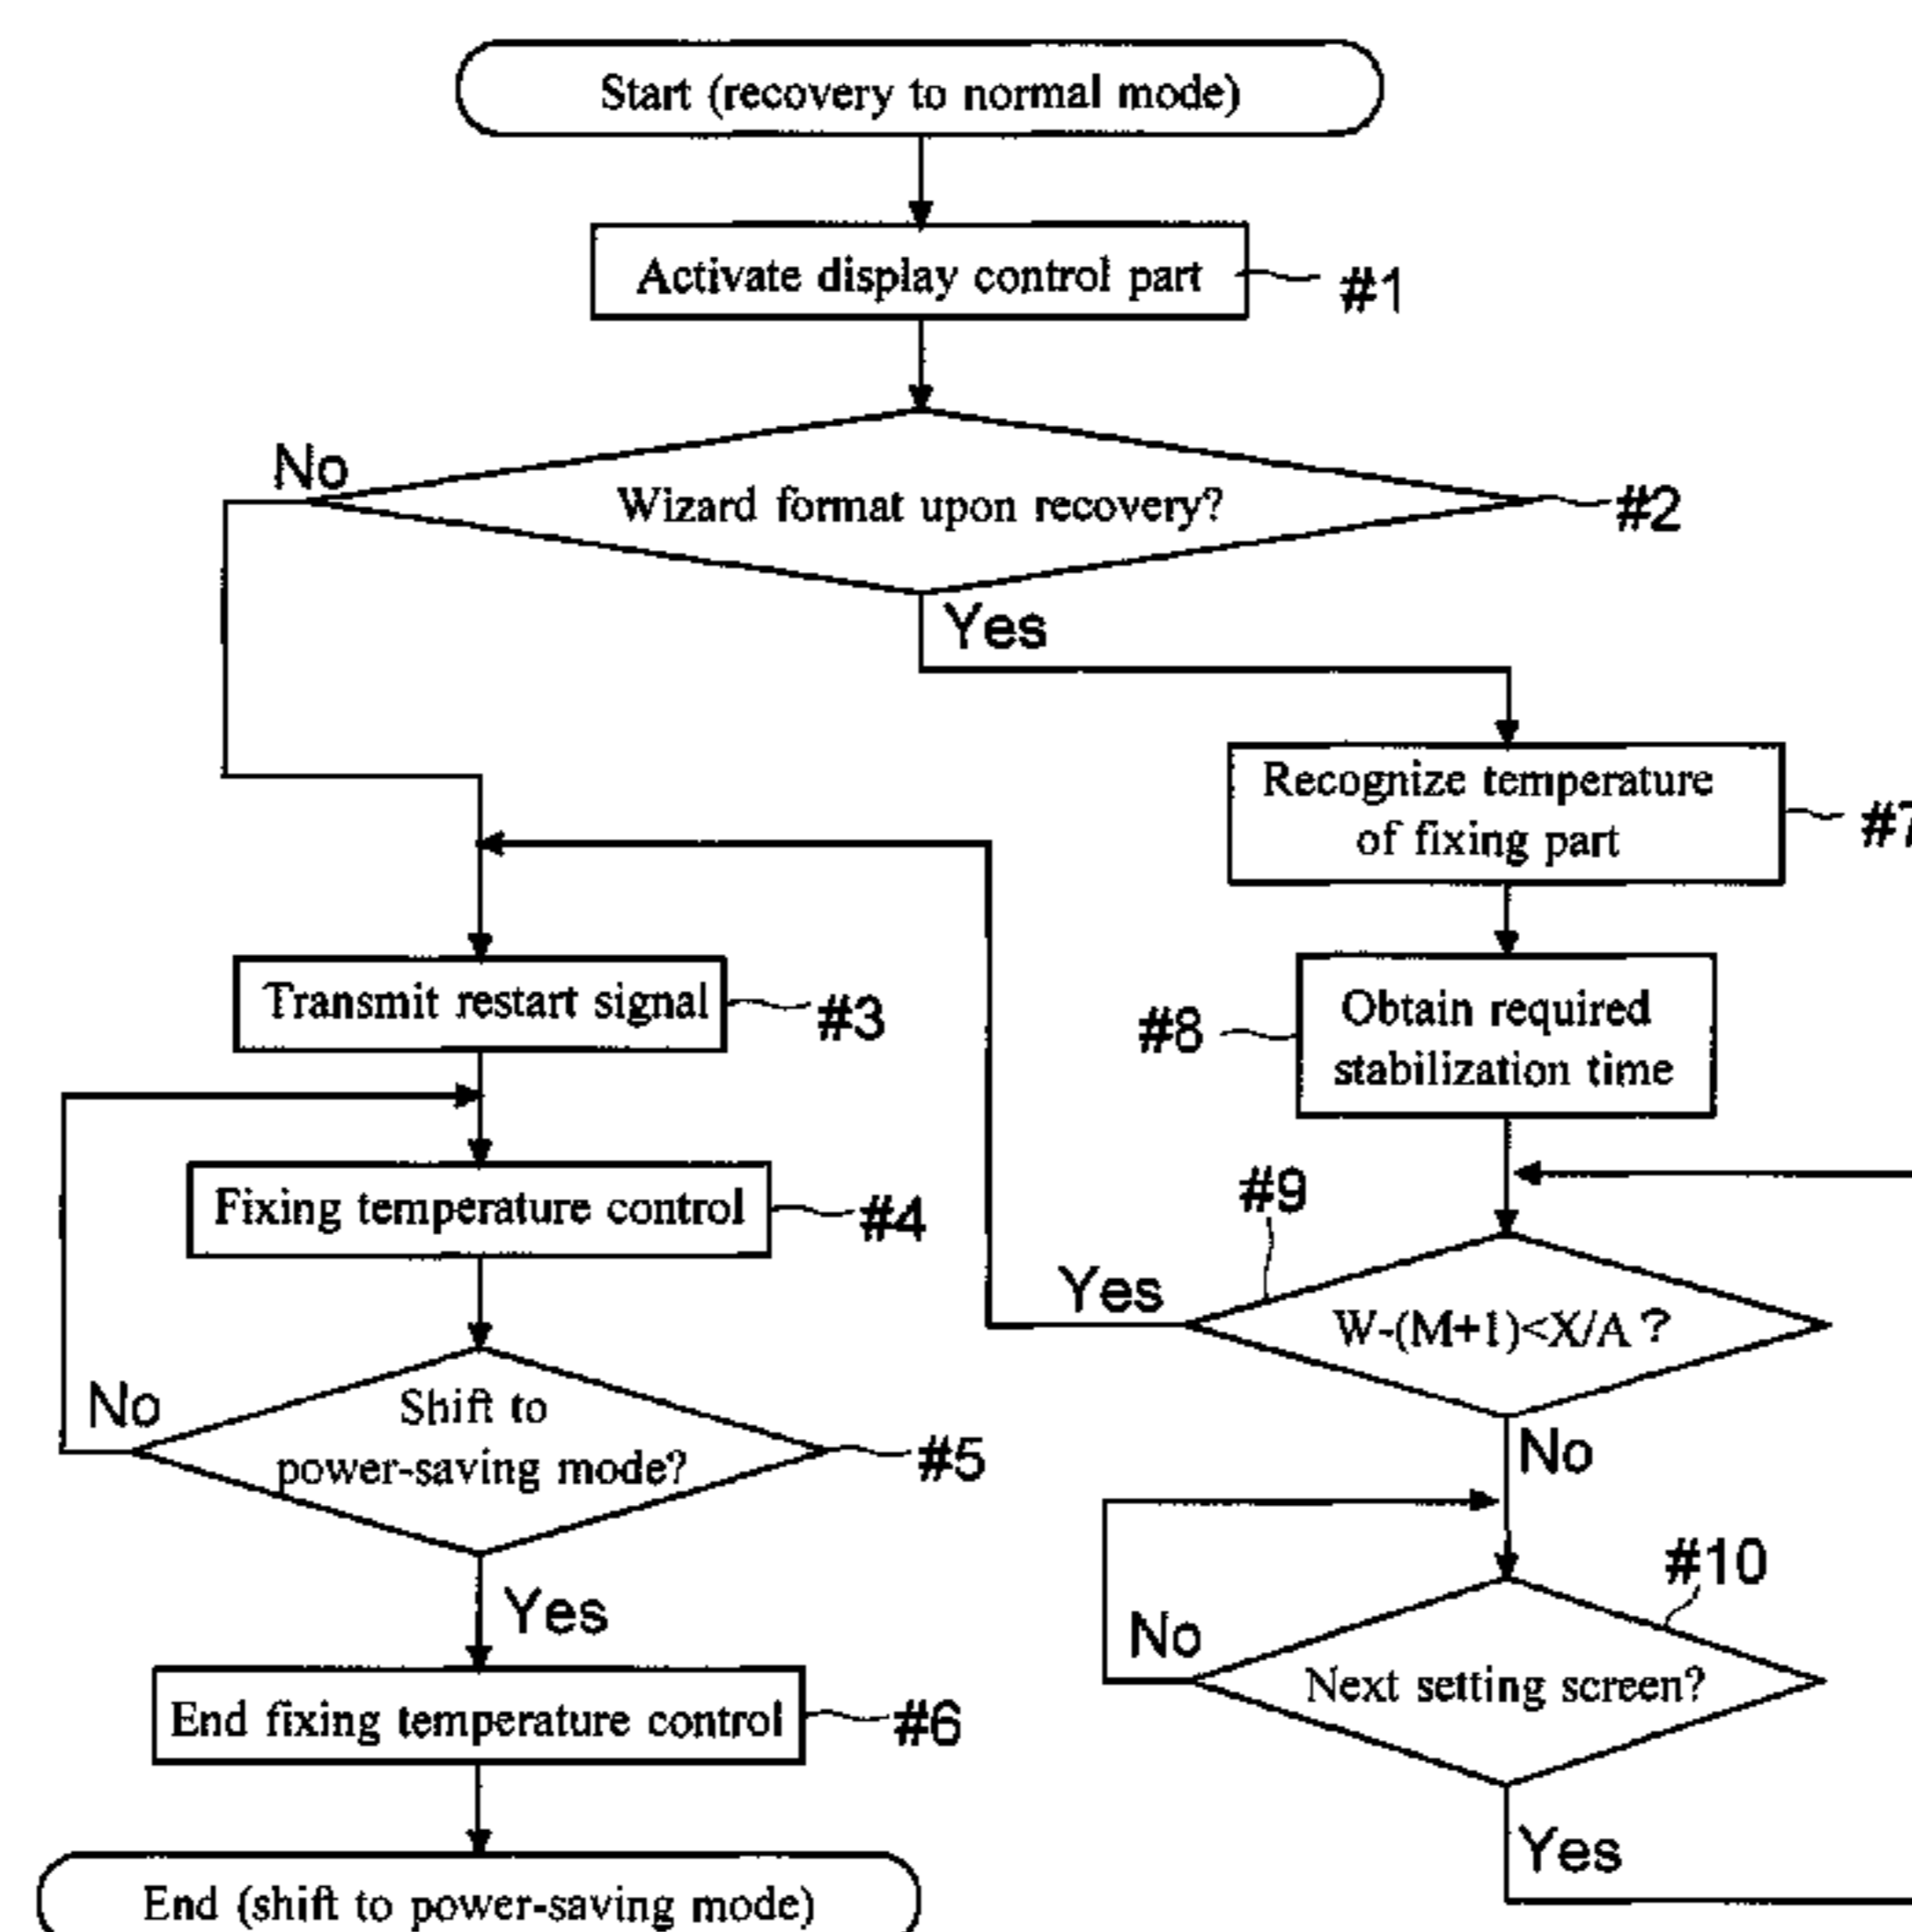 Start (recovery to normal mode)
Activate display control part
#1
No
Wizard format upon recovery?
#2
Yes
Recognize temperature
of fixing part
#7
Transmit restart signal
#3
#8
Obtain required
stabilization time
Fixing temperature control
#4
#9
Yes
W-(M+1)<X/A ?
No
No
Shift to
power-saving mode?
#5
#10
Yes
No
Next setting screen?
End fixing temperature control
#6
Yes
End (shift to power-saving mode)